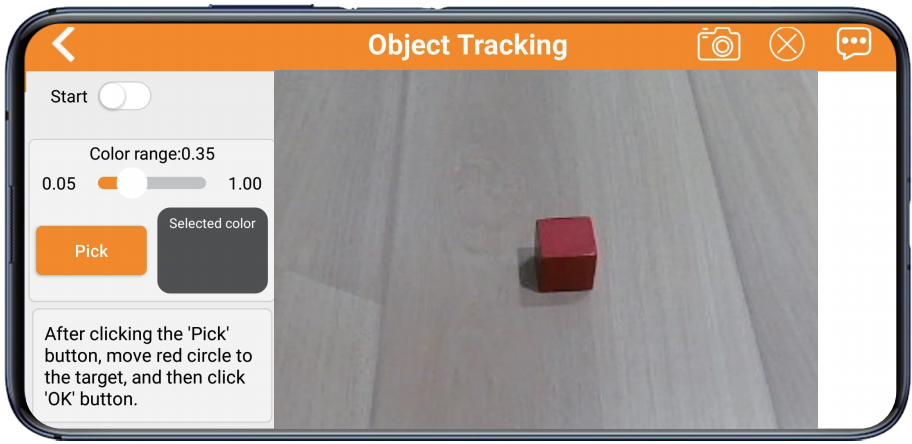 Object Tracking
Start
Color range:0.35
0.05
1.00
Pick
Selected color
After clicking the 'Pick'
button, move red circle to
the target, and then click
'OK' button.